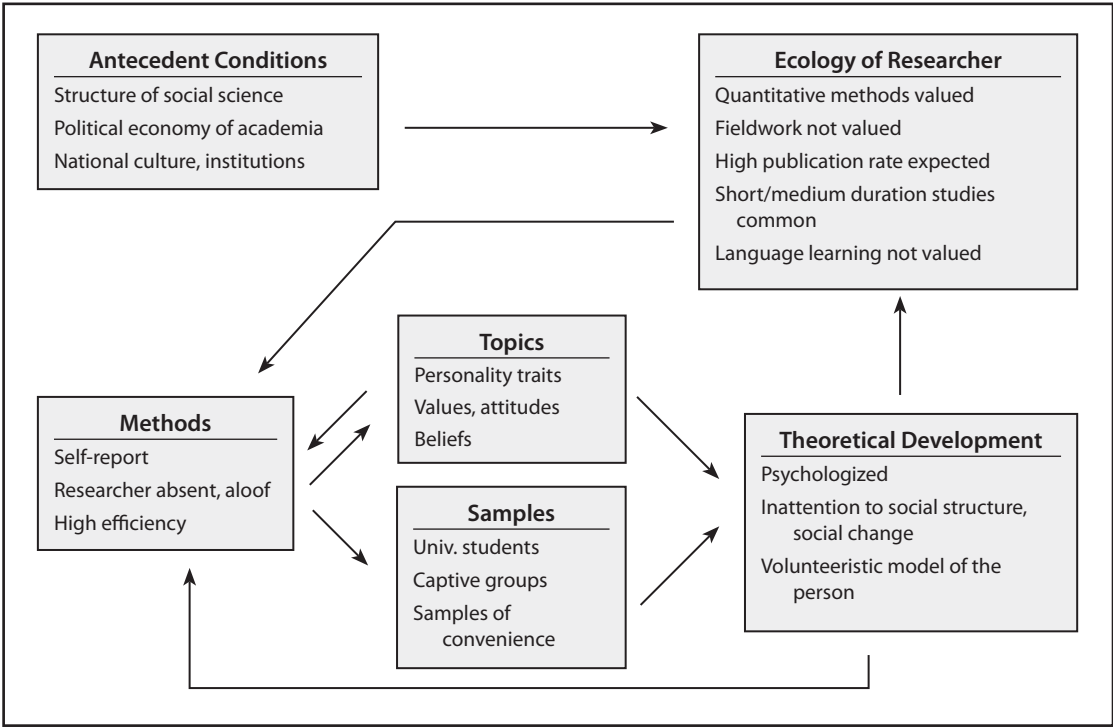 Antecedent Conditions
Structure of social science
Political economy of academia
National culture, institutions
Ecology of Researcher
Quantitative methods valued
Fieldwork not valued
High publication rate expected
Short/medium duration studies
common
Language learning not valued
Topics
Personality traits
Values, attitudes
Beliefs
Methods
Self-report
Researcher absent, aloof
High efficiency
Samples
Univ. students
Captive groups
Samples of
convenience
Theoretical Development
Psychologized
Inattention to social structure,
social change
Volunteeristic model of the
person